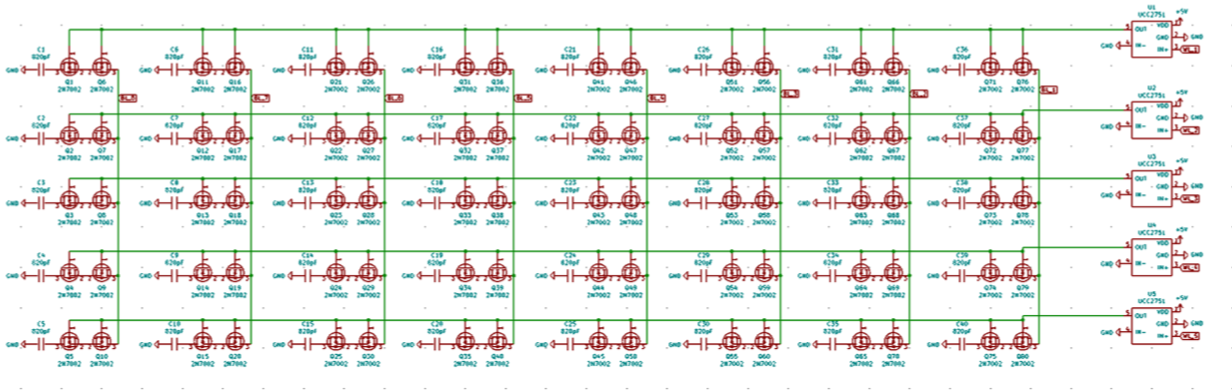 U1
UCC2751
+5V
OUT VDD
GND GND
GND IN- IN+
C1 C6 C11 C16 C21 C26 C31 C36
820pF 820pF 820pF 820pF 820pF 820pF 820pF 820pF
GND GND GND GND GND GND GND GND
Q1 Q6 Q11 Q16 Q21 Q26 Q31 Q36 Q41 Q46 Q51 Q56 Q61 Q66 Q71 Q76
2N7002 2N7002 2N7002 2N7002 2N7002 2N7002 2N7002 2N7002 2N7002 2N7002 2N7002 2N7002 2N7002 2N7002 2N7002 2N7002
U2
UCC2751
+5V
OUT VDD
GND GND
GND IN- IN+
C2 C7 C12 C17 C22 C27 C32 C37
820pF 820pF 820pF 820pF 820pF 820pF 820pF 820pF
GND GND GND GND GND GND GND GND
Q2 Q7 Q12 Q17 Q22 Q27 Q32 Q37 Q42 Q47 Q52 Q57 Q62 Q67 Q72 Q77
2N7002 2N7002 2N7002 2N7002 2N7002 2N7002 2N7002 2N7002 2N7002 2N7002 2N7002 2N7002 2N7002 2N7002 2N7002 2N7002
U3
UCC2751
+5V
OUT VDD
GND GND
GND IN- IN+
C3 C8 C13 C18 C23 C28 C33 C38
820pF 820pF 820pF 820pF 820pF 820pF 820pF 820pF
GND GND GND GND GND GND GND GND
Q3 Q8 Q13 Q18 Q23 Q28 Q33 Q38 Q43 Q48 Q53 Q58 Q63 Q68 Q73 Q78
2N7002 2N7002 2N7002 2N7002 2N7002 2N7002 2N7002 2N7002 2N7002 2N7002 2N7002 2N7002 2N7002 2N7002 2N7002 2N7002
U4
UCC2751
+5V
OUT VDD
GND GND
GND IN- IN+
C4 C9 C14 C19 C24 C29 C34 C39
820pF 820pF 820pF 820pF 820pF 820pF 820pF 820pF
GND GND GND GND GND GND GND GND
Q4 Q9 Q14 Q19 Q24 Q29 Q34 Q39 Q44 Q49 Q54 Q59 Q64 Q69 Q74 Q79
2N7002 2N7002 2N7002 2N7002 2N7002 2N7002 2N7002 2N7002 2N7002 2N7002 2N7002 2N7002 2N7002 2N7002 2N7002 2N7002
U5
UCC2751
+5V
OUT VDD
GND GND
GND IN- IN+
C5 C10 C15 C20 C25 C30 C35 C40
820pF 820pF 820pF 820pF 820pF 820pF 820pF 820pF
GND GND GND GND GND GND GND GND
Q5 Q10 Q15 Q20 Q25 Q30 Q35 Q40 Q45 Q50 Q55 Q60 Q65 Q70 Q75 Q80
2N7002 2N7002 2N7002 2N7002 2N7002 2N7002 2N7002 2N7002 2N7002 2N7002 2N7002 2N7002 2N7002 2N7002 2N7002 2N7002